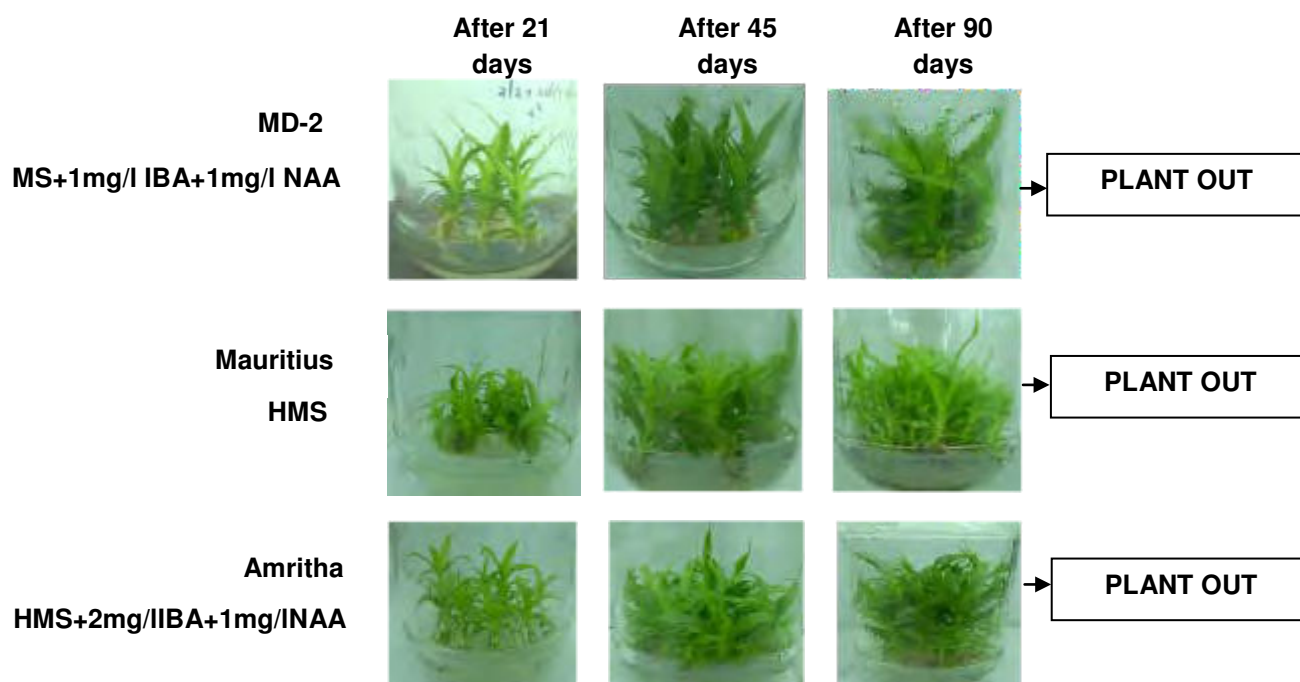 After 21
days
After 45
days
After 90
days
MD-2
MS+1mg/l IBA+1mg/l NAA
PLANT OUT
Mauritius
HMS
PLANT OUT
Amritha
HMS+2mg/lIBA+1mg/lNAA
PLANT OUT